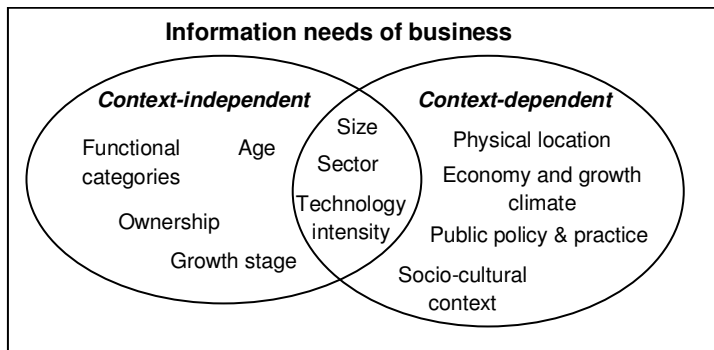 Information needs of business
Context-independent
Functional
categories
Age
Ownership
Growth stage
Size
Sector
Technology
intensity
Context-dependent
Physical location
Economy and growth
climate
Public policy & practice
Socio-cultural
context